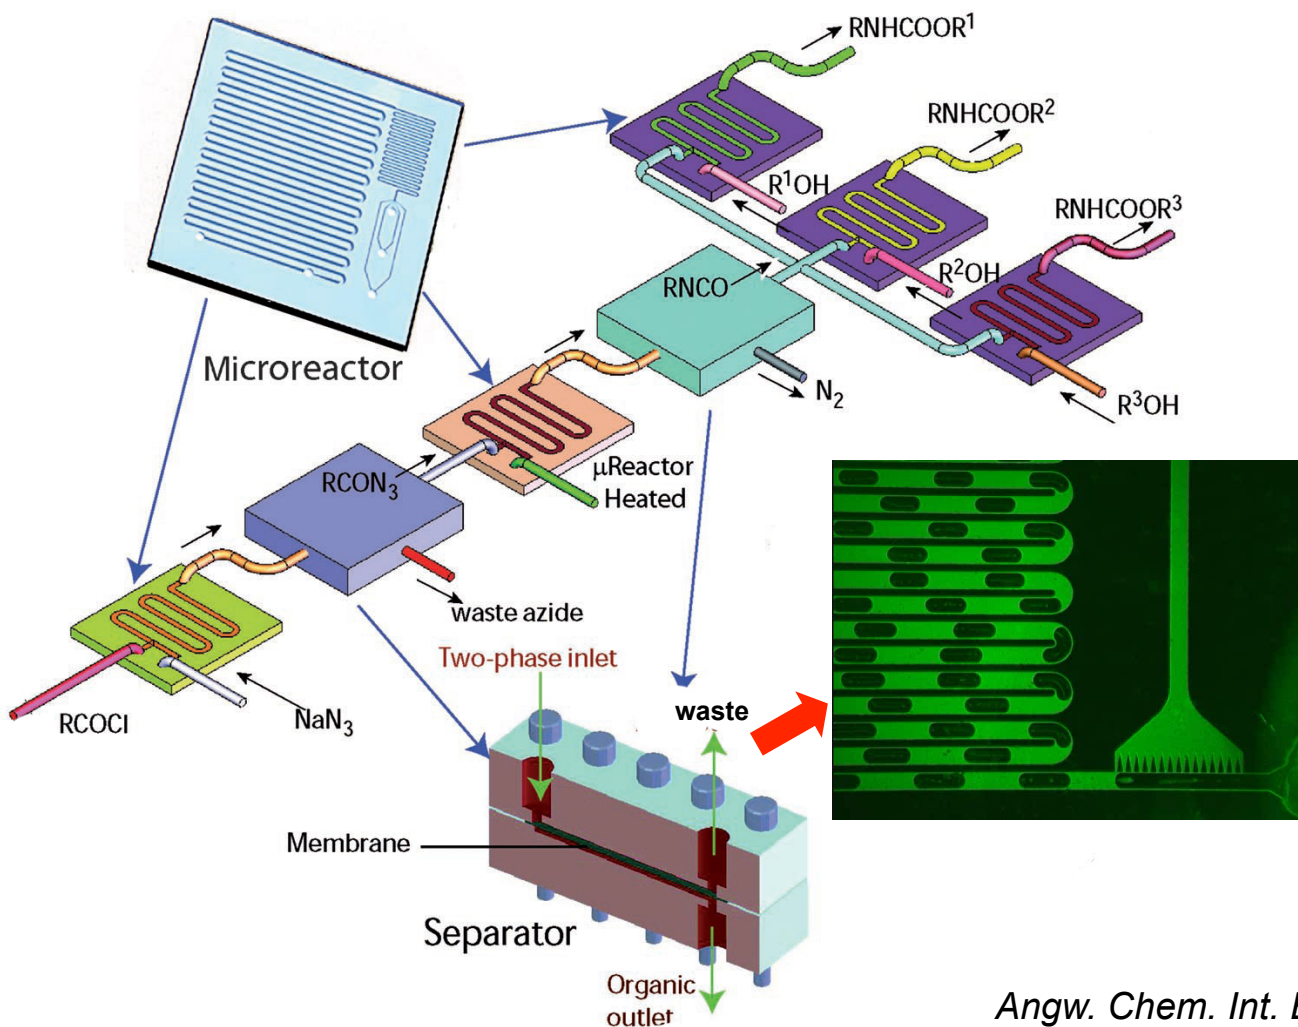 RNHCOOR¹
RNHCOOR²
R¹OH
RNHCOOR³
R²OH
RNCO
Microreactor
N₂
R³OH
RCON₃
μReactor
Heated
waste azide
Two-phase inlet
RCOCl
NaN₃
waste
Membrane
Separator
Organic
outlet
Angw. Chem. Int.